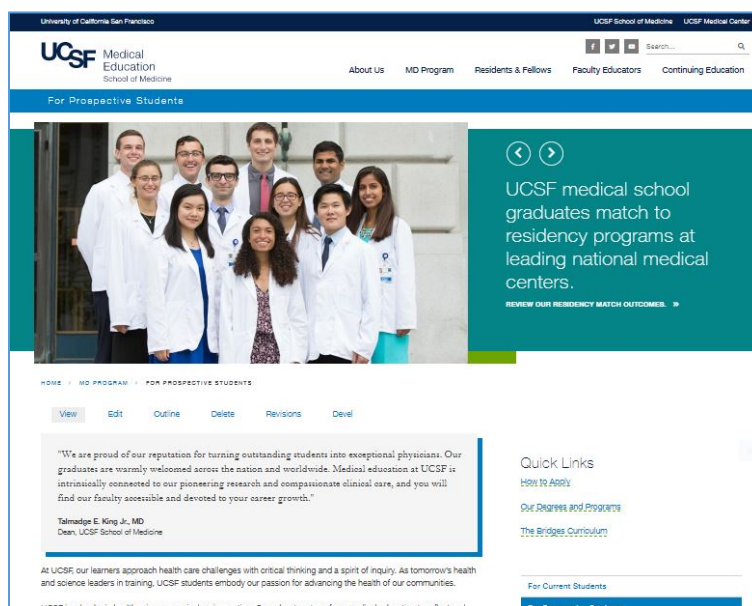 University of California San Francisco
UCSF School of Medicine UCSF Medical Center
UCSF Medical
Education
School of Medicine
Search...
About Us MD Program Residents & Fellows Faculty Educators Continuing Education
For Prospective Students
UCSF medical school
graduates match to
residency programs at
leading national medical
centers.
REVIEW OUR RESIDENCY MATCH OUTCOMES. »
HOME / MD PROGRAM / FOR PROSPECTIVE STUDENTS
View Edit Outline Delete Revisions Devel
"We are proud of our reputation for turning outstanding students into exceptional physicians. Our
graduates are warmly welcomed across the nation and worldwide. Medical education at UCSF is
intrinsically connected to our pioneering research and compassionate clinical care, and you will
find our faculty accessible and devoted to your career growth."
Talmadge E. King Jr., MD
Dean, UCSF School of Medicine
Quick Links
How to Apply
Our Degrees and Programs
The Bridges Curriculum
At UCSF, our learners approach health care challenges with critical thinking and a spirit of inquiry. As tomorrow's health
and science leaders in training, UCSF students embody our passion for advancing the health of our communities.
For Current Students